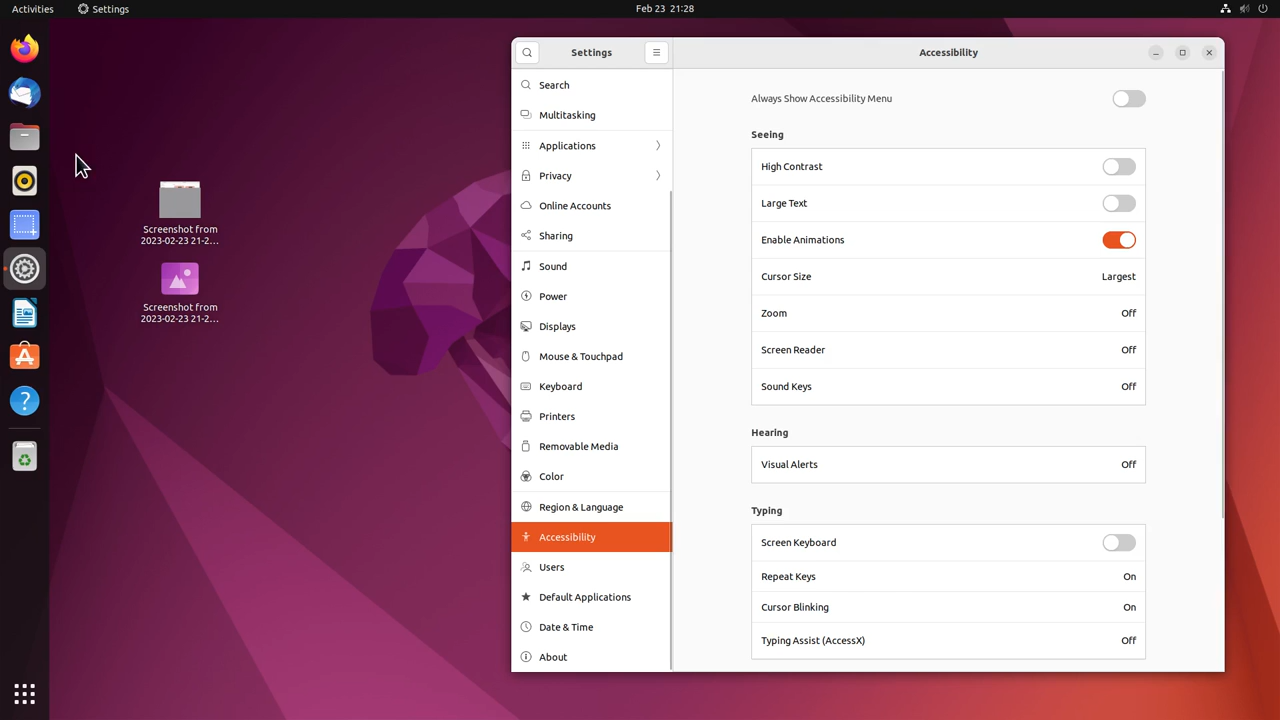 Activities
Settings
Feb 23 21:28
Settings
Accessibility
Screenshot from
2023-02-23 21-2...
Screenshot from
2023-02-23 21-2...
Search
Multitasking
Applications
Privacy
Online Accounts
Sharing
Sound
Power
Displays
Mouse & Touchpad
Keyboard
Printers
Removable Media
Color
Region & Language
Accessibility
Users
Default Applications
Date & Time
About
Always Show Accessibility Menu
Seeing
High Contrast
Large Text
Enable Animations
Cursor Size Largest
Zoom Off
Screen Reader Off
Sound Keys Off
Hearing
Visual Alerts Off
Typing
Screen Keyboard
Repeat Keys On
Cursor Blinking On
Typing Assist (AccessX) Off